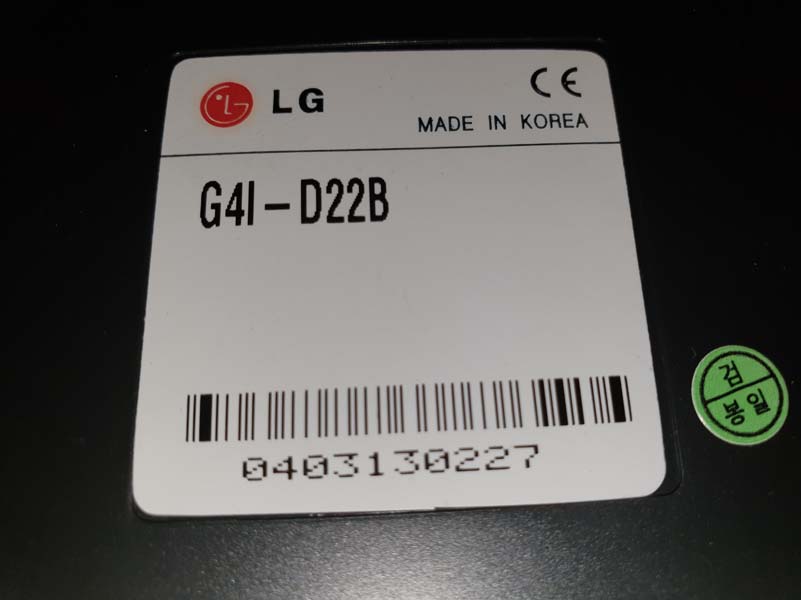 LG
CE
MADE IN KOREA
G4I-D22B
0403130227
검
봉일